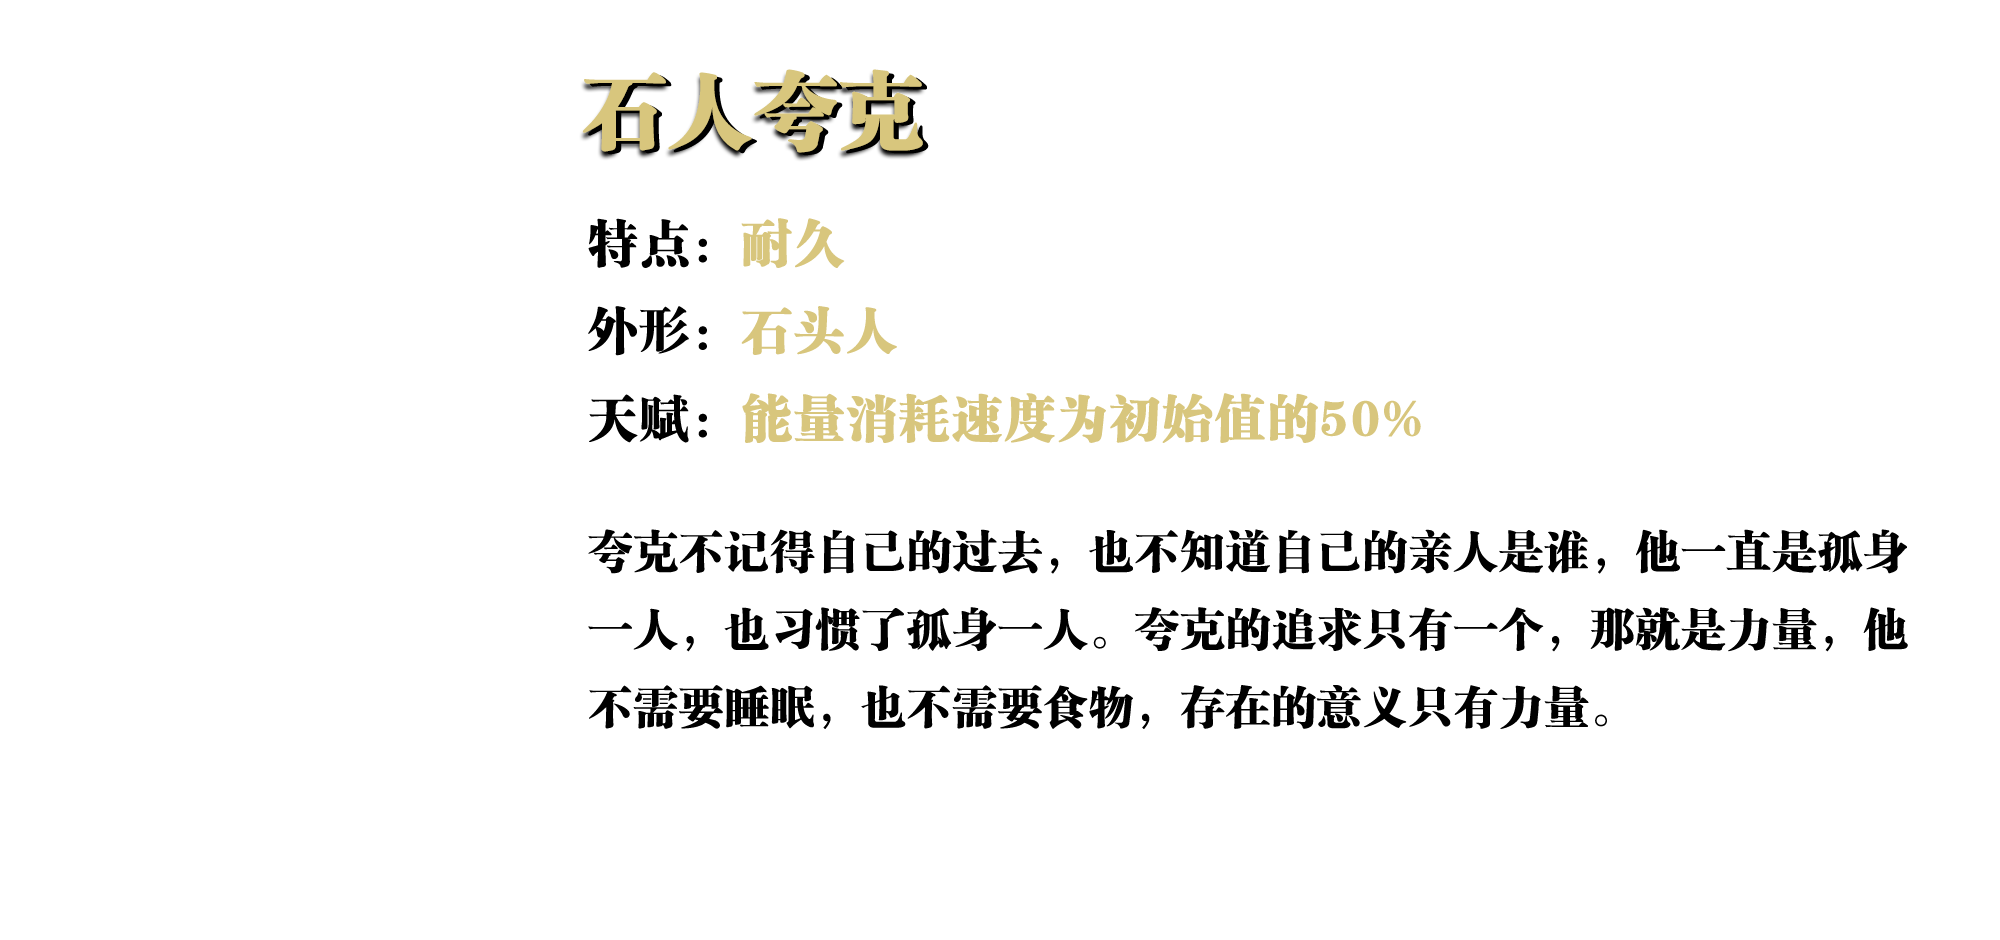 石人夸克
特点：耐久
外形：石头人
天赋：能量消耗速度为初始值的50%
夸克不记得自己的过去，也不知道自己的亲人是谁，他一直是孤身
一人，也习惯了孤身一人。夸克的追求只有一个，那就是力量，他
不需要睡眠，也不需要食物，存在的意义只有力量。